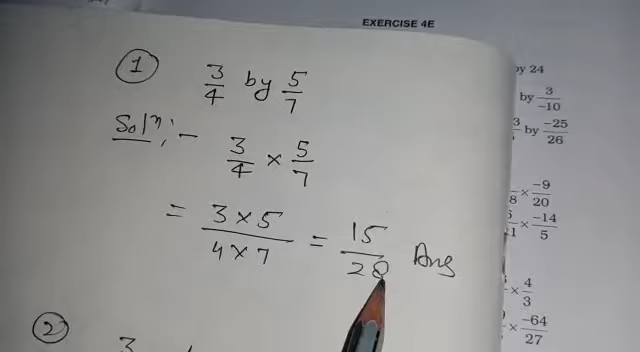 EXERCISE 4E
① 3/4 by 5/7
Solⁿ:- 3/4 × 5/7
= 3×5/4×7 = 15/28 Ans
②
3
by 24
by 3/-10
by -25/26
× -9/20
× -14/5
× 4/3
× -64/27